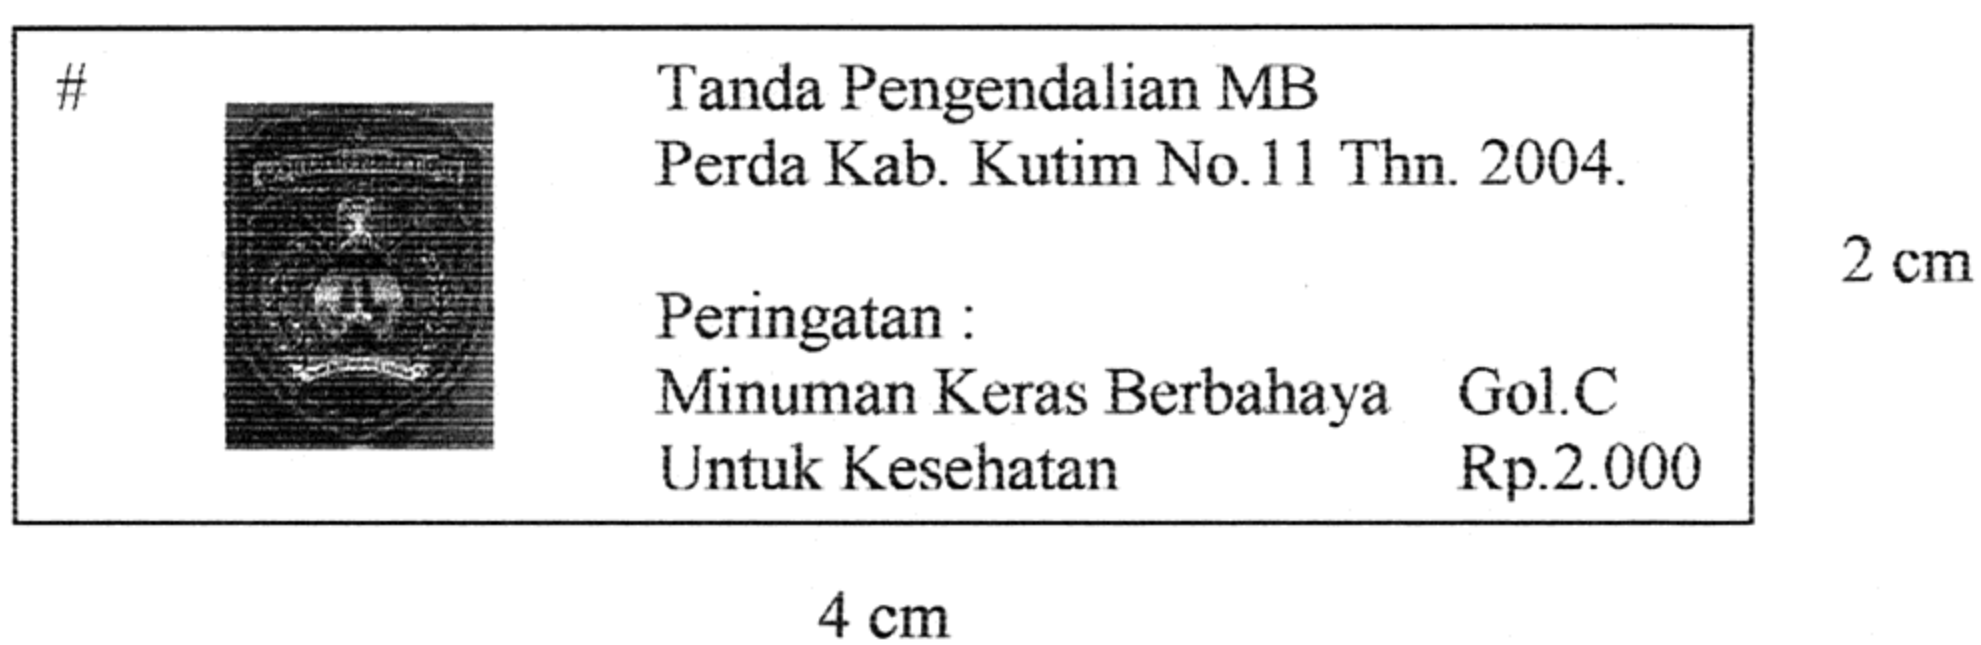 #
Tanda Pengendalian MB
Perda Kab. Kutim No.11 Thn. 2004.
Peringatan :
Minuman Keras Berbahaya Gol.C
Untuk Kesehatan Rp.2.000
2 cm
4 cm